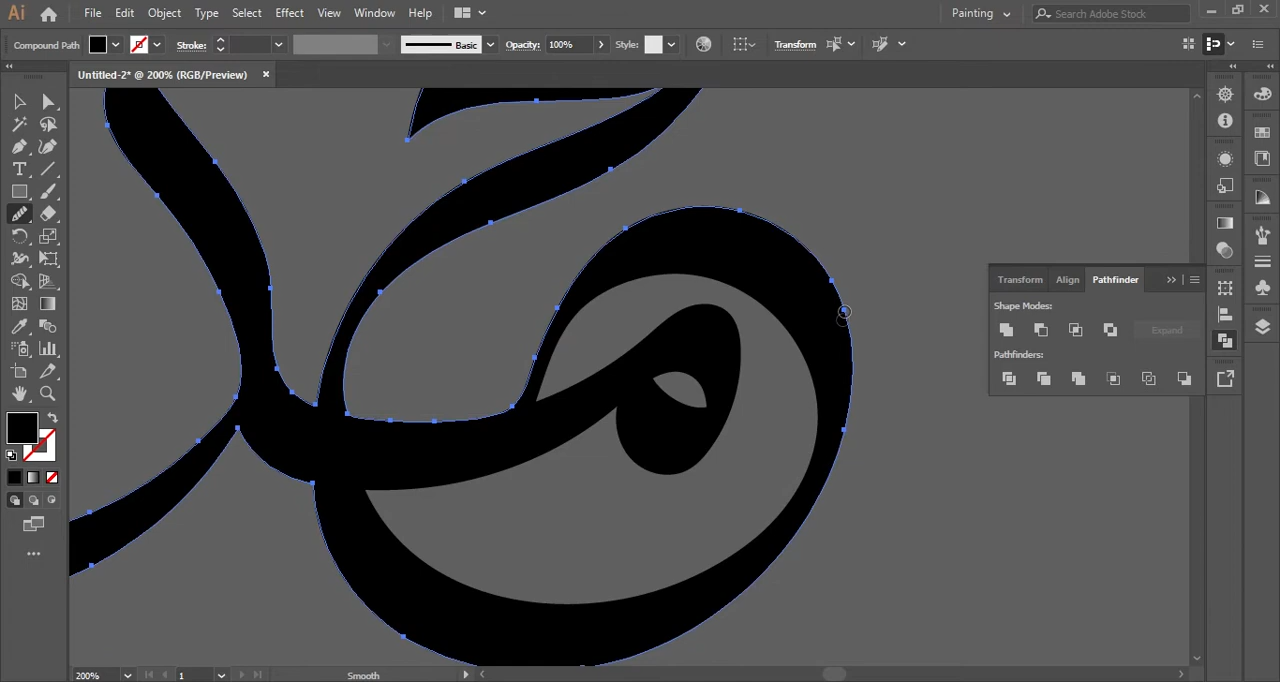 Ai File Edit Object Type Select Effect View Window Help Painting Search Adobe Stock
Compound Path Stroke: Basic Opacity: 100% Style: Transform
Untitled-2* @ 200% (RGB/Preview) ×
Transform Align Pathfinder
Shape Modes:
Expand
Pathfinders:
200% 1 Smooth